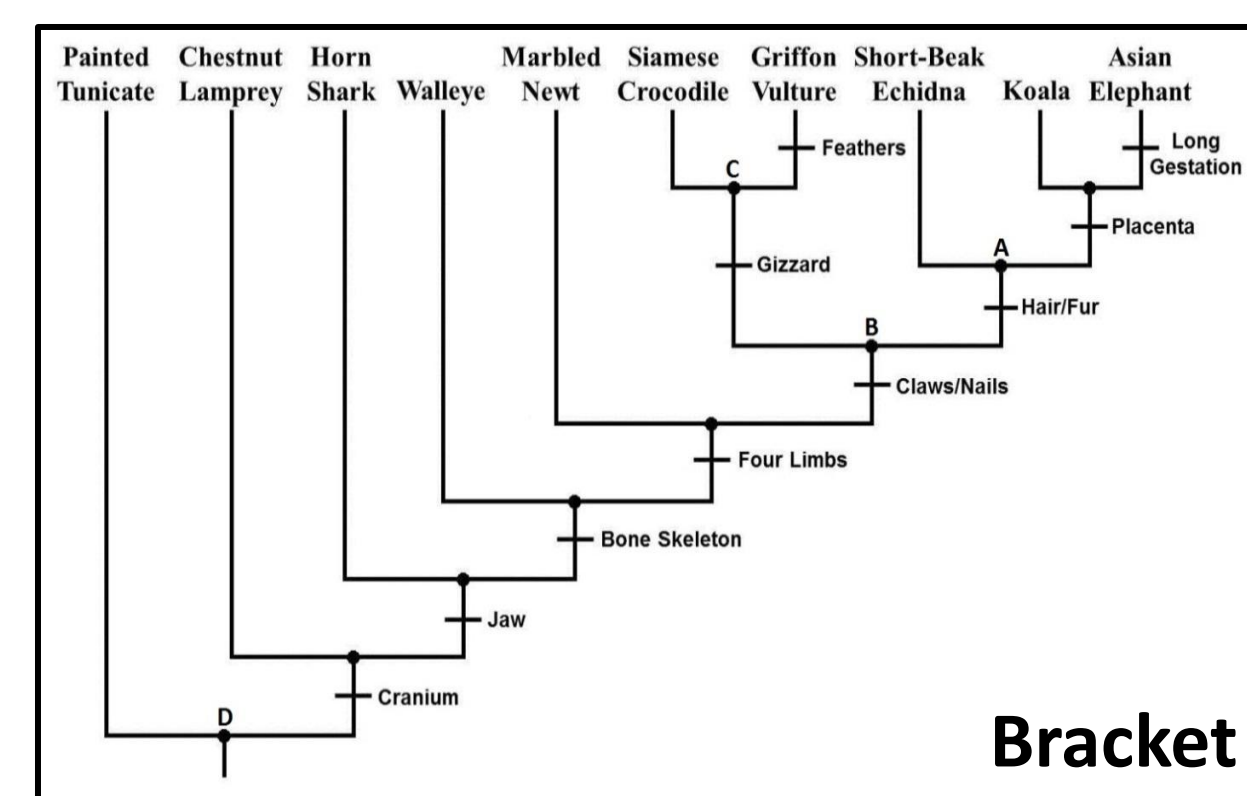 Painted Tunicate
Chestnut Lamprey
Horn Shark
Walleye
Marbled Newt
Siamese Crocodile
Griffon Vulture
Short-Beak Echidna
Koala
Asian Elephant
Feathers
Long Gestation
C
Placenta
A
Gizzard
Hair/Fur
B
Claws/Nails
Four Limbs
Bone Skeleton
Jaw
Cranium
D
Bracket